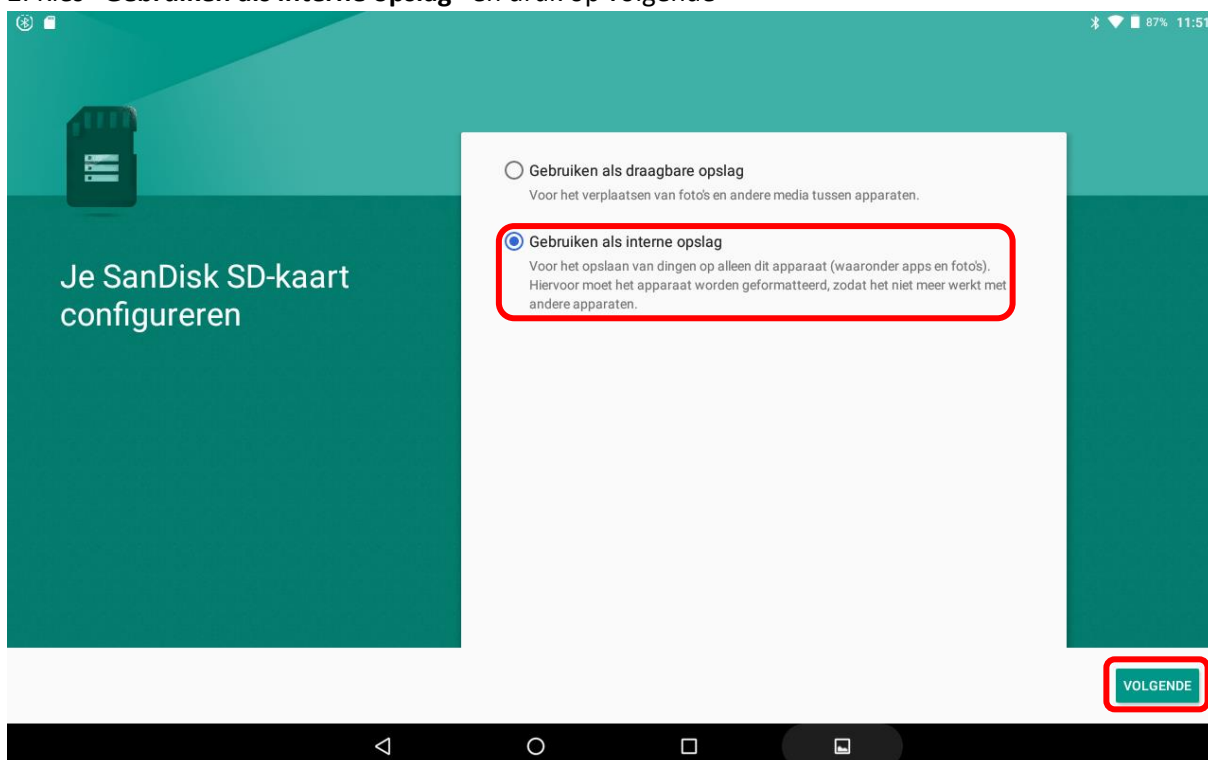 "Gebruiken als interne opslag" en druk op volgende
87% 11:51
Je SanDisk SD-kaart
configureren
Gebruiken als draagbare opslag
Voor het verplaatsen van foto's en andere media tussen apparaten.
Gebruiken als interne opslag
Voor het opslaan van dingen op alleen dit apparaat (waaronder apps en foto's).
Hiervoor moet het apparaat worden geformatteerd, zodat het niet meer werkt met
andere apparaten.
VOLGENDE